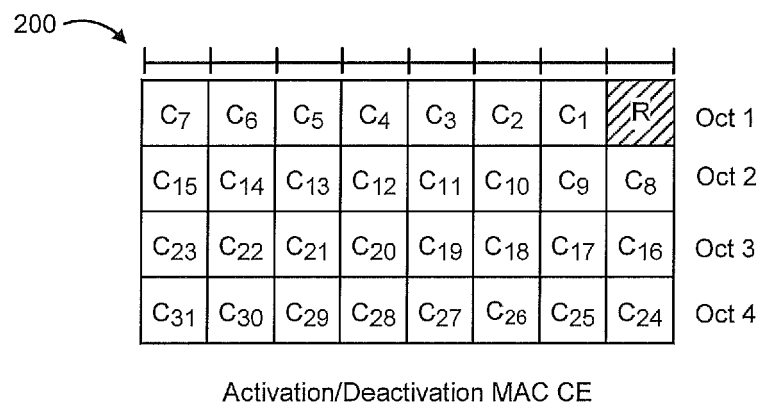 200
C7 C6 C5 C4 C3 C2 C1 R Oct 1
C15 C14 C13 C12 C11 C10 C9 C8 Oct 2
C23 C22 C21 C20 C19 C18 C17 C16 Oct 3
C31 C30 C29 C28 C27 C26 C25 C24 Oct 4
Activation/Deactivation MAC CE